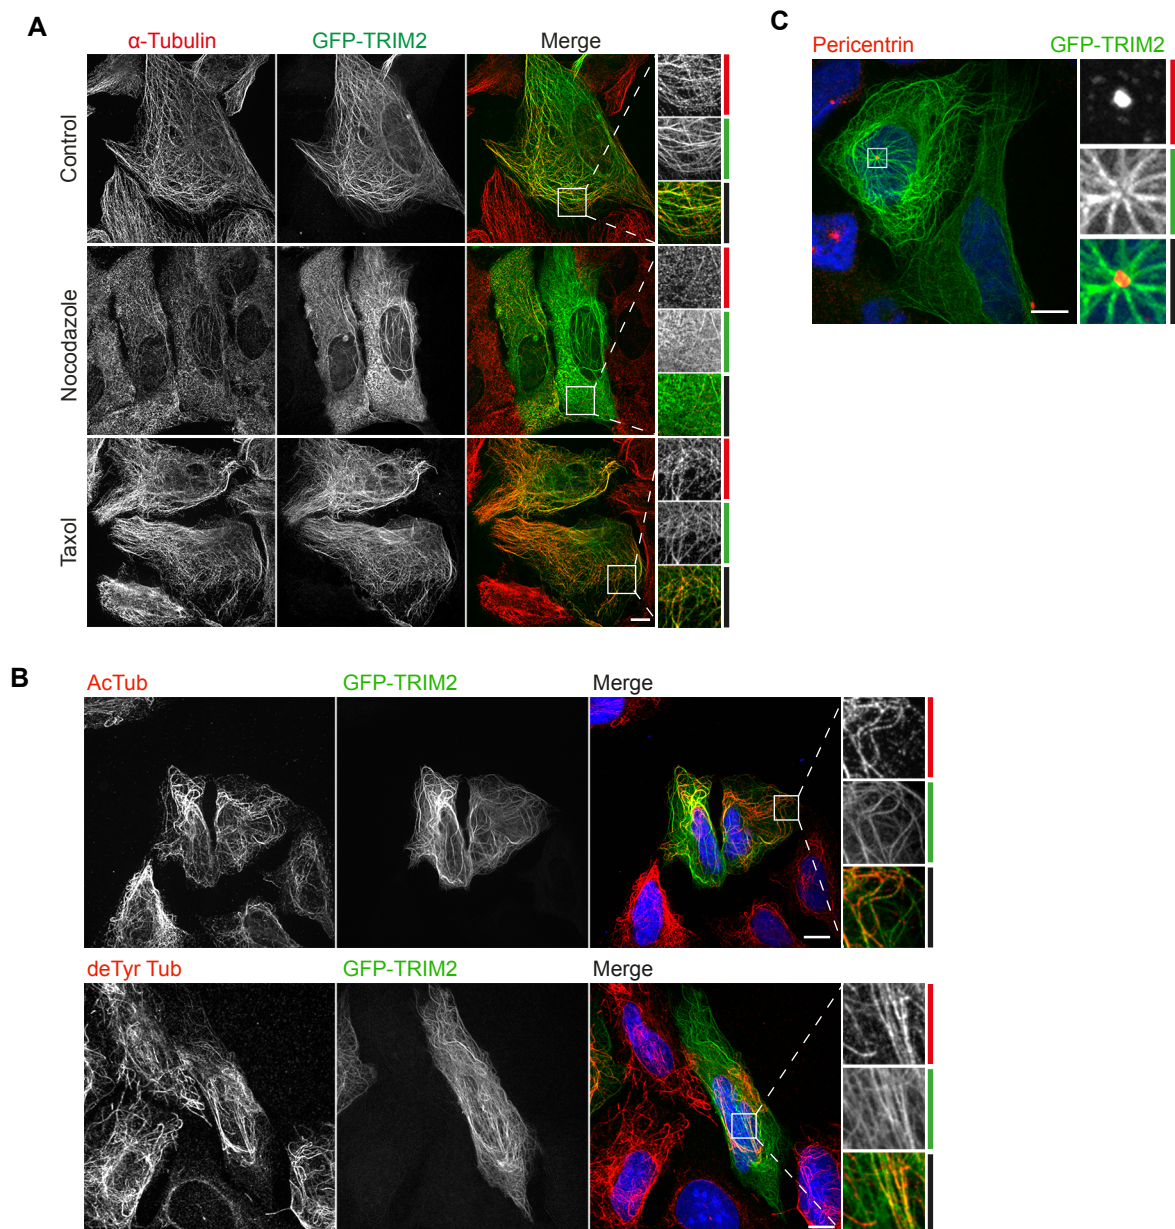 A
α-Tubulin GFP-TRIM2 Merge
Control
Nocodazole
Taxol
C
Pericentrin GFP-TRIM2
B
AcTub GFP-TRIM2 Merge
deTyr Tub GFP-TRIM2 Merge